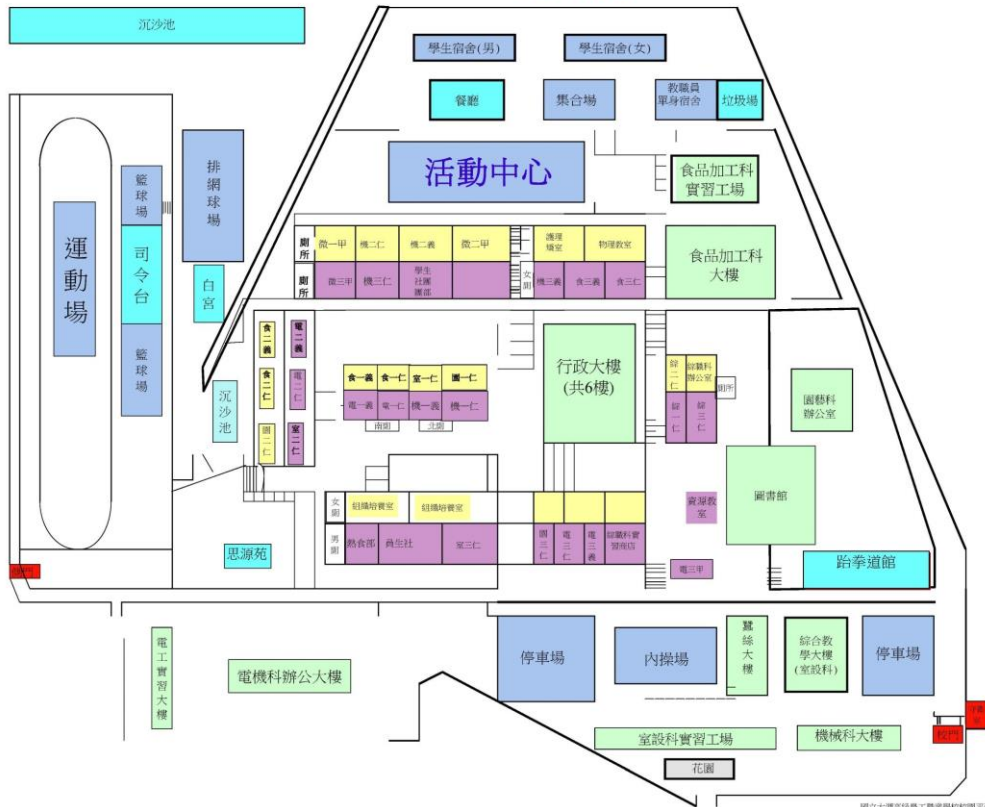 沉沙池
學生宿舍(男)
學生宿舍(女)
餐廳
集合場
教職員
單身宿舍
垃圾場
排網球場
活動中心
食品加工科
實習工場
籃球場
運動場
司令台
白宮
籃球場
廁所
微一甲
機二仁
機二義
微二甲
護理
物理教室
食品加工科
大樓
廁所
微三甲
機三仁
學生
社團
團部
女廁
機三義
食三義
食三仁
食二義
電二義
食二仁
電二仁
園二仁
室二仁
沉沙池
食一義
食一仁
室一仁
園一仁
電一義
電一仁
機一義
機一仁
南廁
北廁
行政大樓
(共6樓)
綜二仁
綜職科
辦公室
廁所
綜一仁
綜三仁
園藝科
辦公室
圖書館
資源教室
女廁
組織培養室
組織培養室
男廁
熱食部
員生社
室三仁
園三仁
電三仁
電三義
綜職科實
習商店
電三甲
思源苑
跆拳道館
電工實習大樓
電機科辦公大樓
停車場
內操場
蠶絲大樓
綜合教
學大樓
(室設科)
停車場
校門
室設科實習工場
機械科大樓
花園